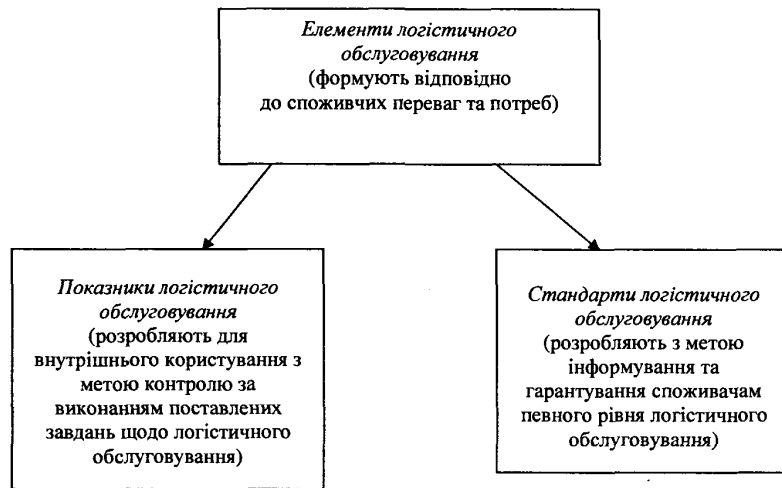 Елементи логістичного
обслуговування
(формують відповідно
до споживчих переваг та потреб)
Показники логістичного
обслуговування
(розробляють для
внутрішнього користування з
метою контролю за
виконанням поставлених
завдань щодо логістичного
обслуговування)
Стандарти логістичного
обслуговування
(розробляють з метою
інформування та
гарантування споживачам
певного рівня логістичного
обслуговування)